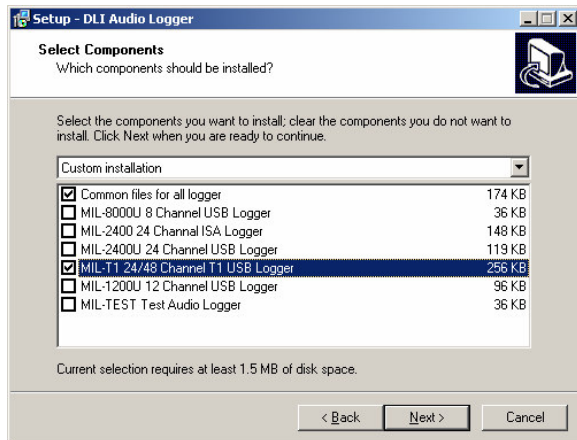 Setup - DLI Audio Logger
Select Components
Which components should be installed?
Select the components you want to install; clear the components you do not want to
install. Click Next when you are ready to continue.
Custom installation
Common files for all logger 174 KB
MIL-8000U 8 Channel USB Logger 36 KB
MIL-2400 24 Channal ISA Logger 148 KB
MIL-2400U 24 Channel USB Logger 119 KB
MIL-T1 24/48 Channel T1 USB Logger 256 KB
MIL-1200U 12 Channel USB Logger 96 KB
MIL-TEST Test Audio Logger 36 KB
Current selection requires at least 1.5 MB of disk space.
< Back Next > Cancel